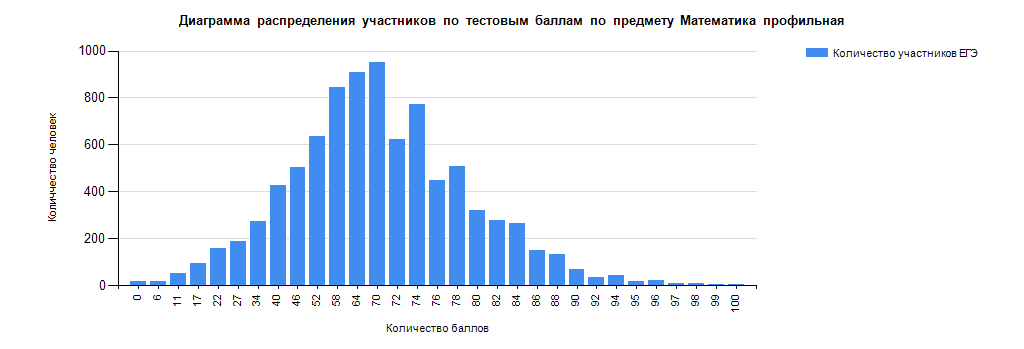 Диаграмма распределения участников по тестовым баллам по предмету Математика профильная
Количество участников ЕГЭ
1000
800
600
400
200
0
Количчество человек
0 6 11 17 22 27 34 40 46 52 58 64 70 72 74 76 78 80 82 84 86 88 90 92 94 95 96 97 98 99 100
Количество баллов